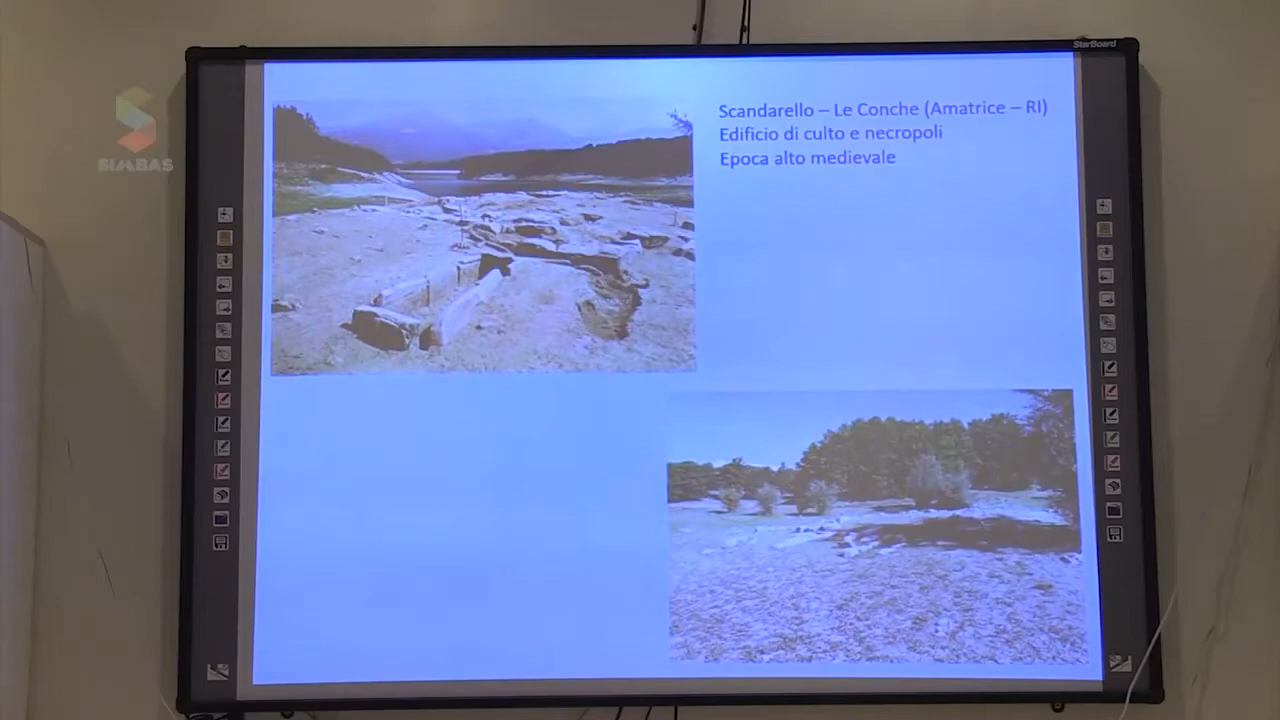 StarBoard
SIMBAS
Scandarello – Le Conche (Amatrice – RI)
Edificio di culto e necropoli
Epoca alto medievale